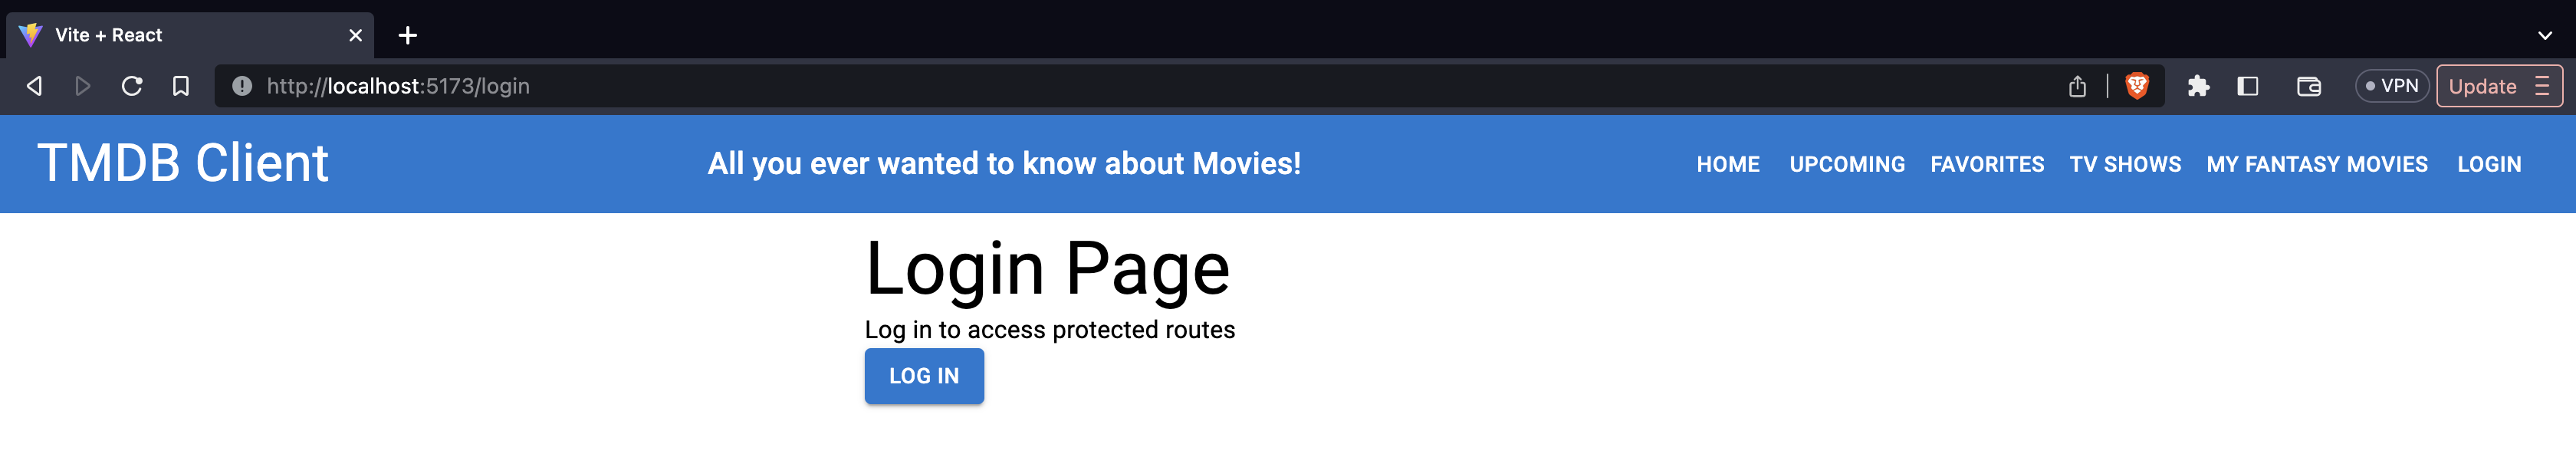 Vite + React
http://localhost:5173/login
VPN
Update
TMDB Client
All you ever wanted to know about Movies!
HOME UPCOMING FAVORITES TV SHOWS MY FANTASY MOVIES LOGIN
Login Page
Log in to access protected routes
LOG IN